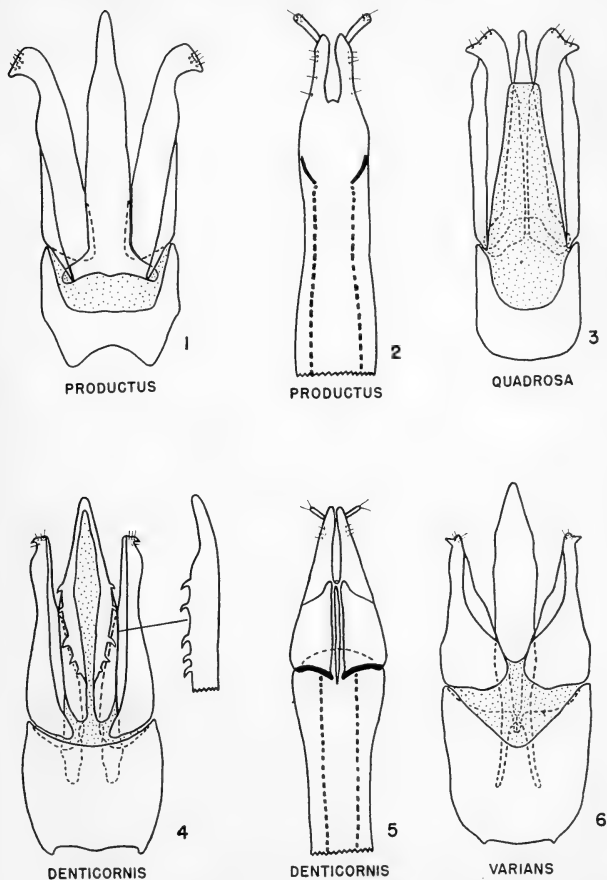 1
2
3
PRODUCTUS
PRODUCTUS
QUADROSA
4
5
6
DENTICORNIS
DENTICORNIS
VARIANS